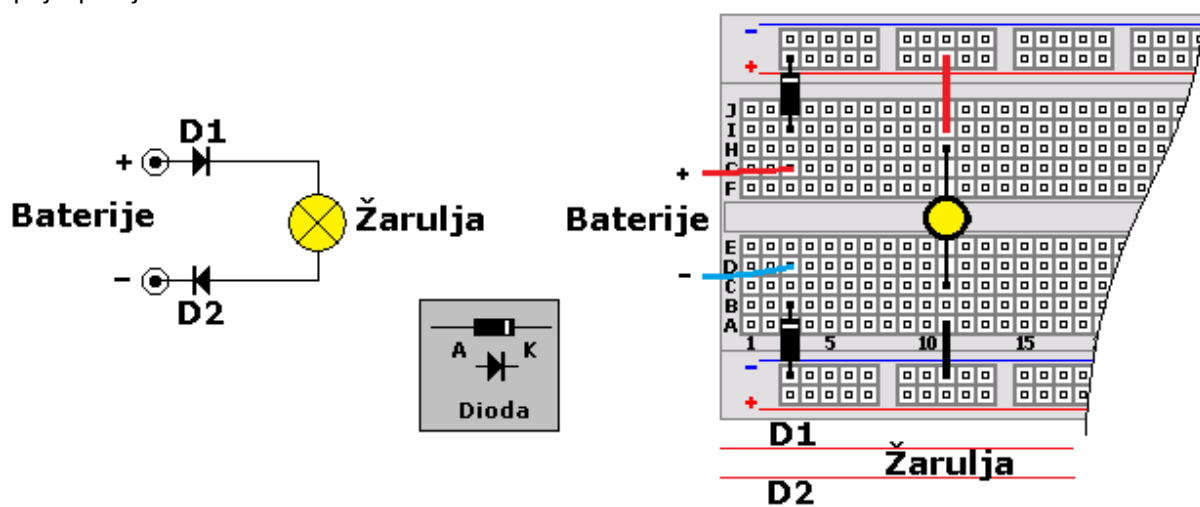 D1
+
Baterije
Žarulja
-
D2
A K
Dioda
-
+
J
I
H
G
F
+
Baterije
-
E
D
C
B
A
1 5 10 15
-
+
D1
Žarulja
D2